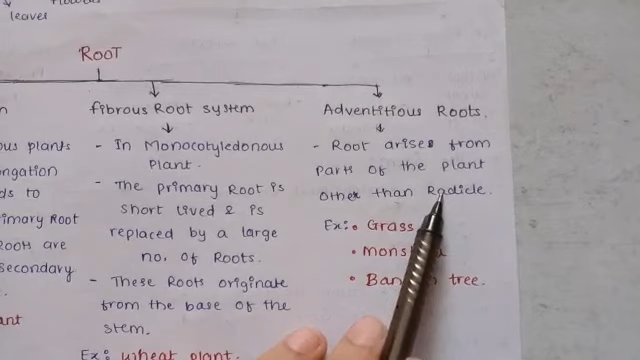 leaves
ROOT
fibrous Root system
- In Monocotyledonous
Plant.
- The primary Root is
short lived & is
replaced by a large
no. of Roots.
- These Roots originate
from the base of the
stem.
Ex: wheat plant.
Adventitious Roots.
- Root arises from
Parts of the plant
other than Radicle.
Ex: • Grass
•
• tree.
ous plants
ongation
ds to
imary Root
Roots are
secondary
ant